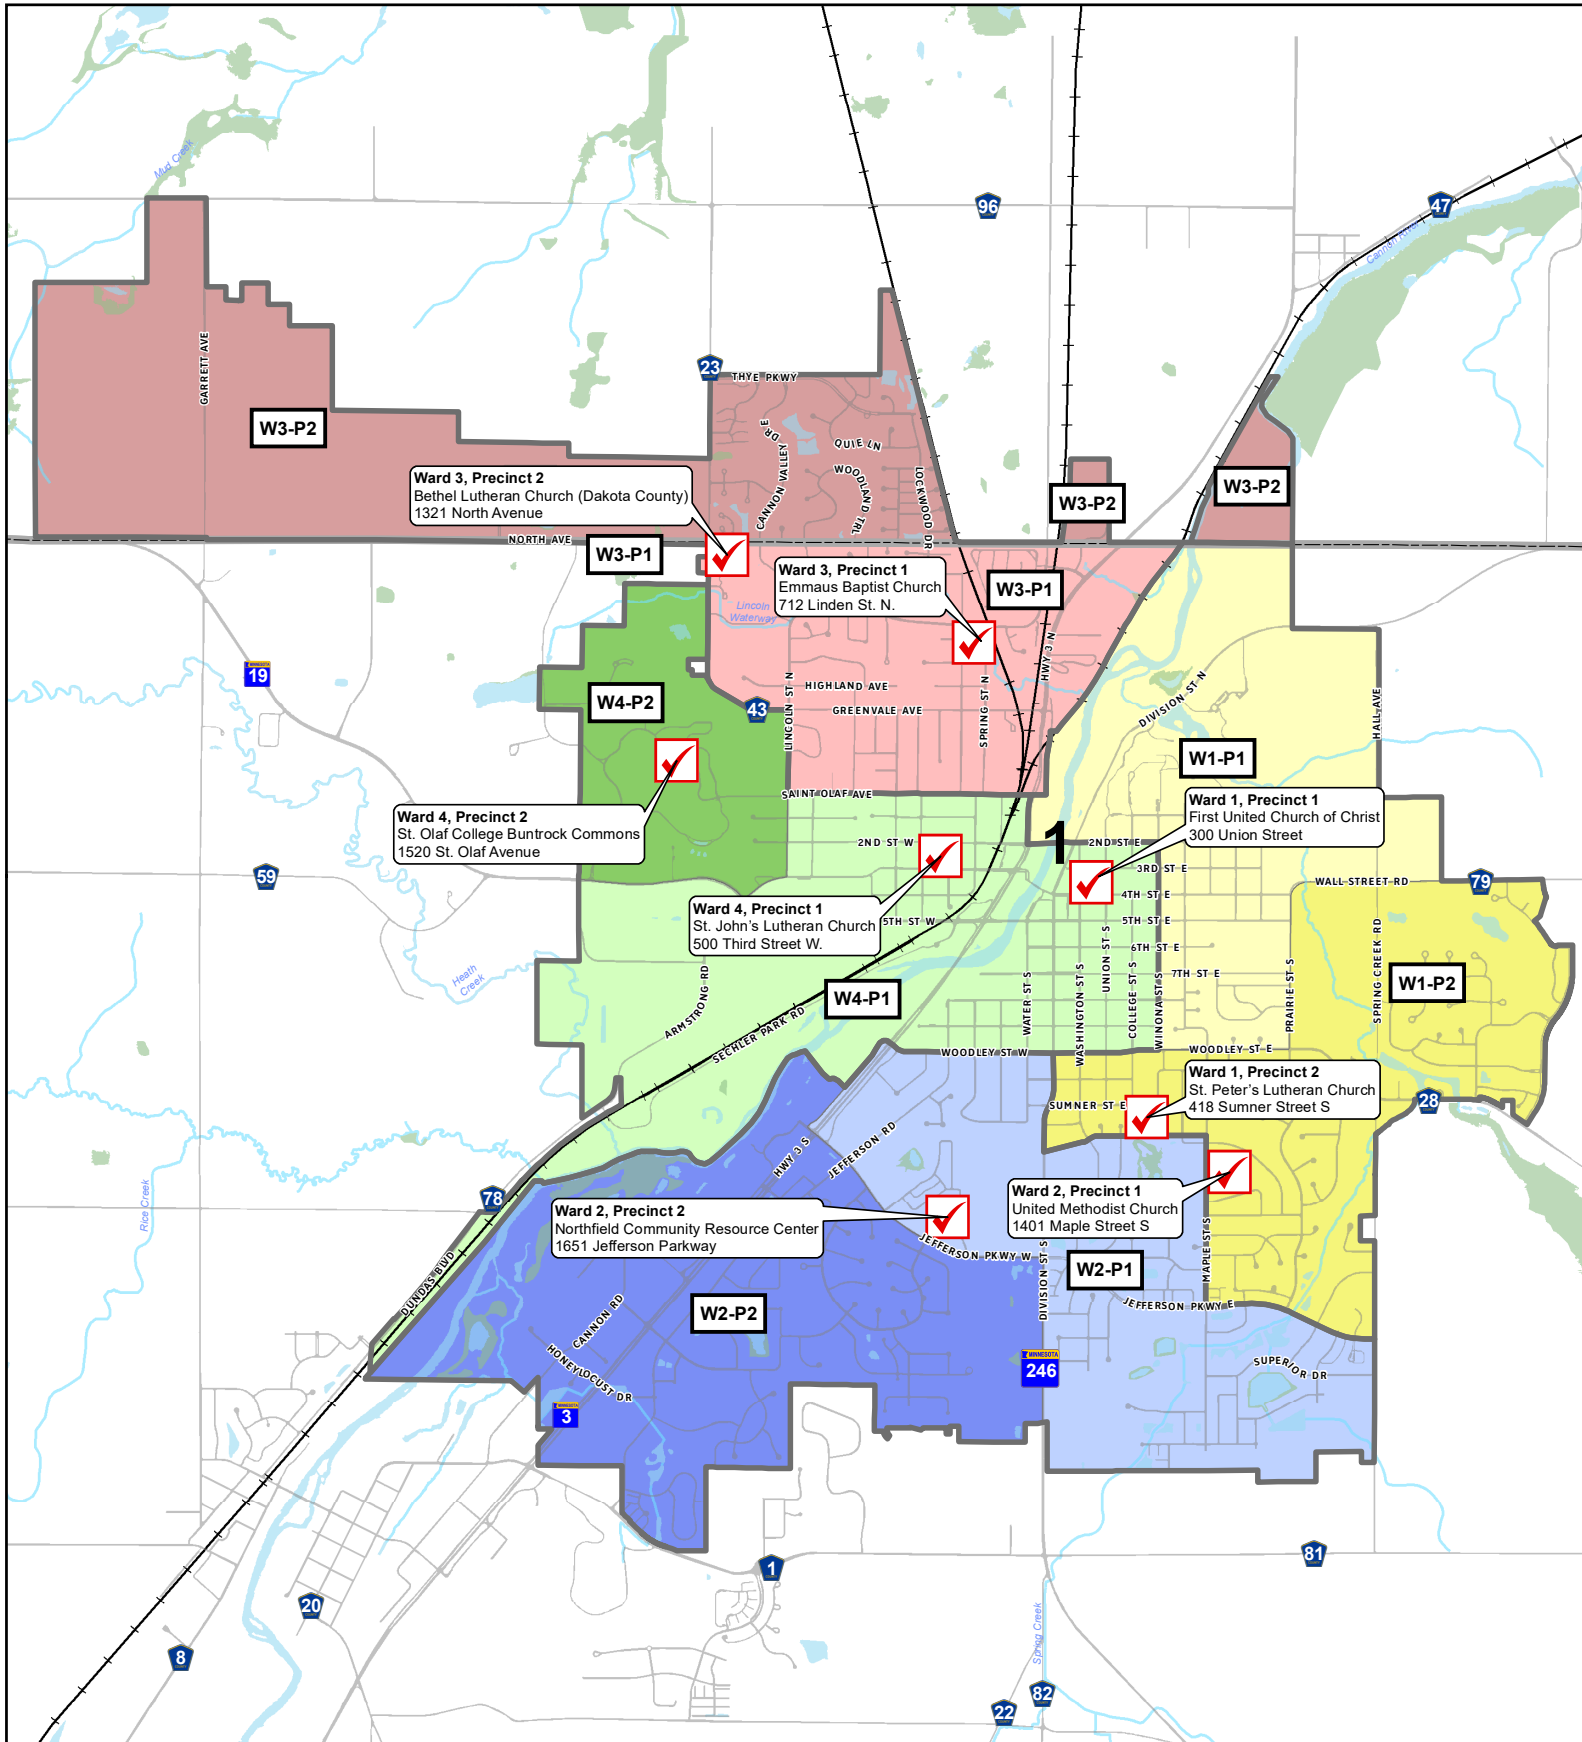 Mud Creek
96
47
Cannon River
GARRETT AVE
23
THYE PKWY
CANNON VALLEY DR E
QUIE LN
WOODLAND TRL
LOCKWOOD DR
W3-P2
W3-P2
W3-P2
Ward 3, Precinct 2
Bethel Lutheran Church (Dakota County)
1321 North Avenue
NORTH AVE
W3-P1
Ward 3, Precinct 1
Emmaus Baptist Church
712 Linden St. N.
W3-P1
Lincoln
Waterway
HWY 3 N
MINNESOTA
19
W4-P2
HIGHLAND AVE
GREENVALE AVE
43
LINCOLN ST N
SPRING ST N
DIVISION ST N
HALL AVE
W1-P1
SAINT OLAF AVE
Ward 4, Precinct 2
St. Olaf College Buntrock Commons
1520 St. Olaf Avenue
Ward 1, Precinct 1
First United Church of Christ
300 Union Street
1
2ND ST W
2ND ST E
3RD ST E
4TH ST E
5TH ST E
6TH ST E
7TH ST E
59
WALL STREET RD
79
Ward 4, Precinct 1
St. John's Lutheran Church
500 Third Street W.
5TH ST W
Heath
Creek
ARMSTRONG RD
SECHLER PARK RD
W4-P1
WATER ST S
WASHINGTON ST S
UNION ST S
COLLEGE ST S
WINONA ST S
PRAIRIE ST S
SPRING CREEK RD
W1-P2
WOODLEY ST W
WOODLEY ST E
Ward 1, Precinct 2
St. Peter's Lutheran Church
418 Sumner Street S
SUMNER ST E
28
HWY 3 S
JEFFERSON RD
Rice Creek
78
Ward 2, Precinct 2
Northfield Community Resource Center
1651 Jefferson Parkway
Ward 2, Precinct 1
United Methodist Church
1401 Maple Street S
JEFFERSON PKWY W
DIVISION ST S
MAPLE ST S
W2-P1
DUNDAS BLVD
CANNON RD
W2-P2
JEFFERSON PKWY E
HONEYLOCUST DR
MINNESOTA
246
SUPERIOR DR
MINNESOTA
3
1
81
20
8
Spring Creek
82
22